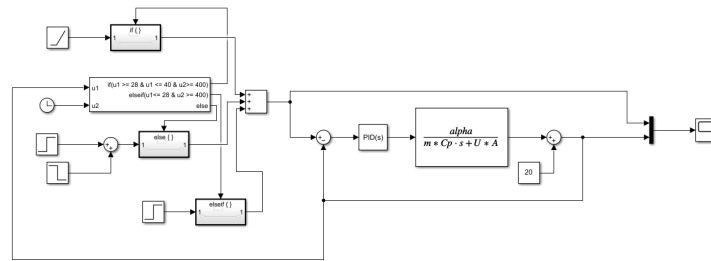 if { }
1 1
u1
if(u1 >= 28 & u1 <= 40 & u2>= 400)
elseif(u1<= 28 & u2 >= 400)
u2
else
+
+
+
else { }
1 1
+
+
+
-
PID(s)
alpha
m * Cp · s + U * A
+
+
20
elseif { }
1 1